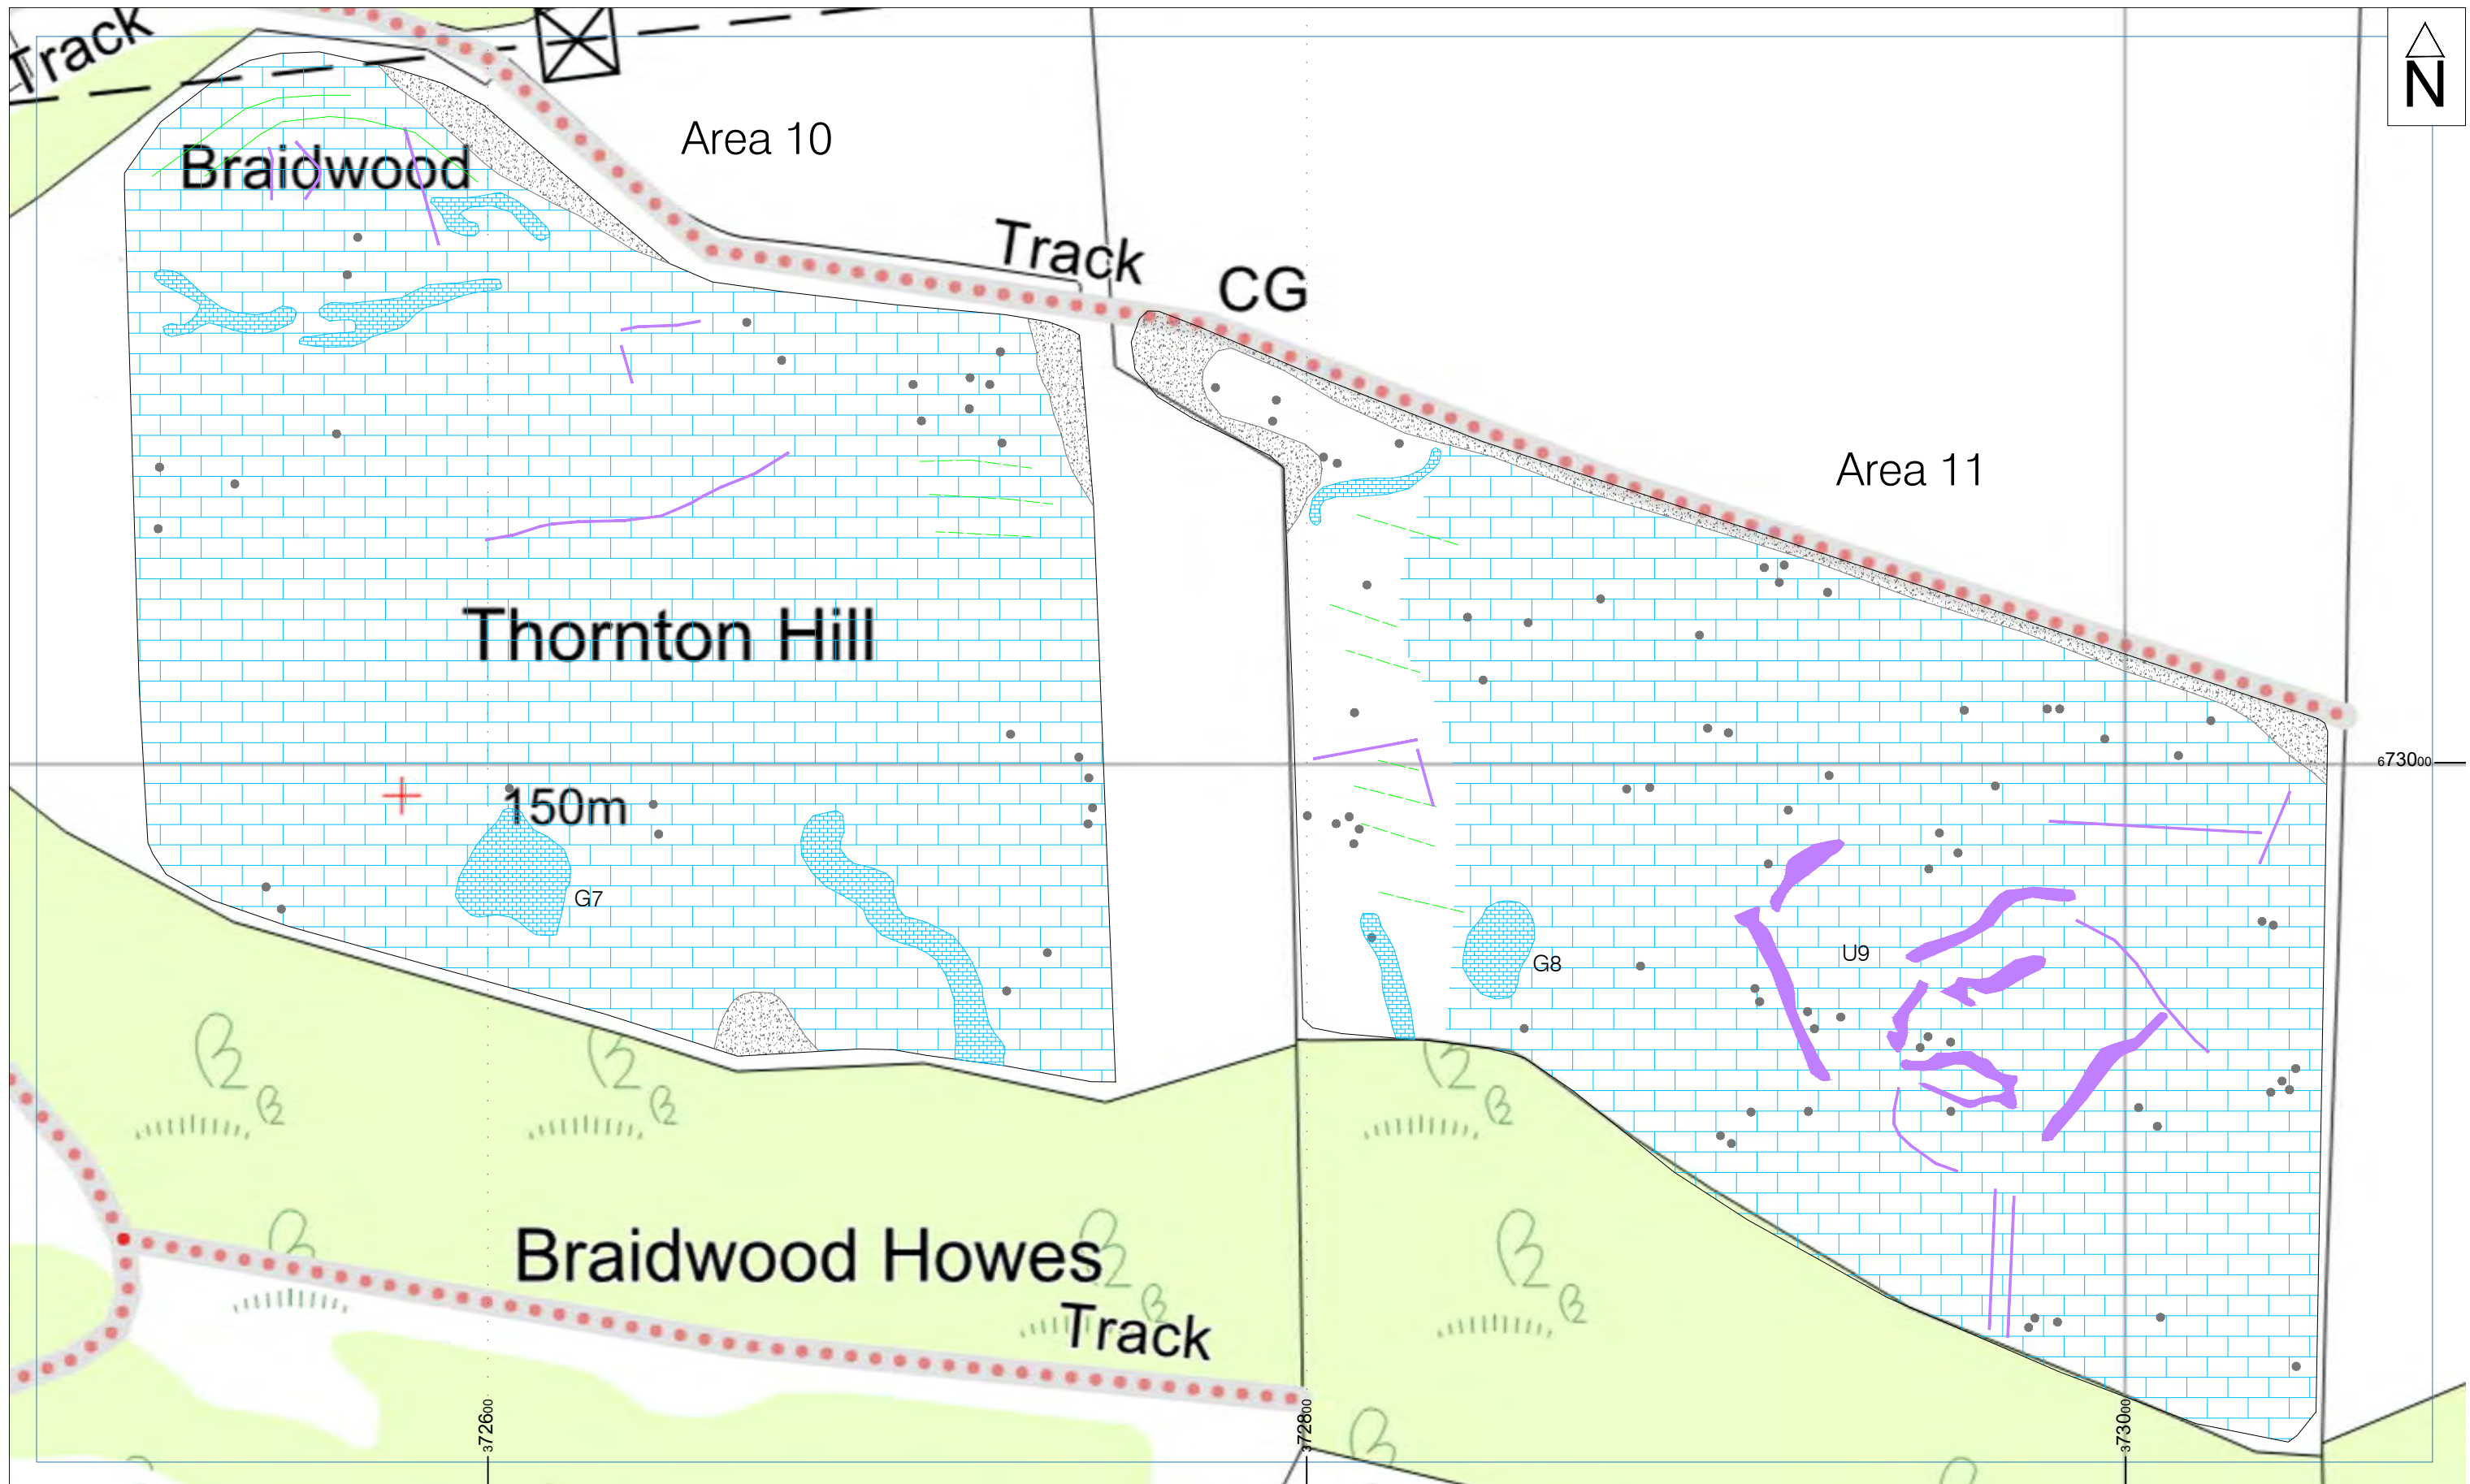 Track
N
Area 10
Braidwood
Track
CG
Area 11
Thornton Hill
673000
150m
G7
U9
G8
Braidwood Howes
Track
372600
372800
373000